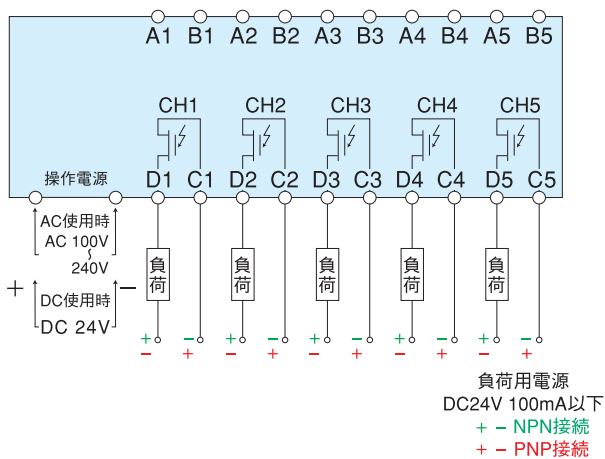 A1 B1 A2 B2 A3 B3 A4 B4 A5 B5
CH1 CH2 CH3 CH4 CH5
操作電源 D1 C1 D2 C2 D3 C3 D4 C4 D5 C5
AC使用時
AC 100V
~
240V
+ DC使用時 −
DC 24V
負荷 負荷 負荷 負荷 負荷
+ − + − + − + − + −
− + − + − + − + − +
負荷用電源
DC24V 100mA以下
+ − NPN接続
+ − PNP接続